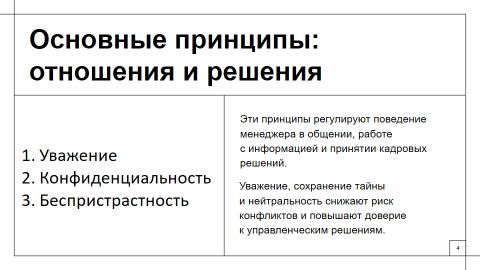 Основные принципы:
отношения и решения
1. Уважение
2. Конфиденциальность
3. Беспристрастность
Эти принципы регулируют поведение
менеджера в общении, работе
с информацией и принятии кадровых
решений.
Уважение, сохранение тайны
и нейтральность снижают риск
конфликтов и повышают доверие
к управленческим решениям.
4